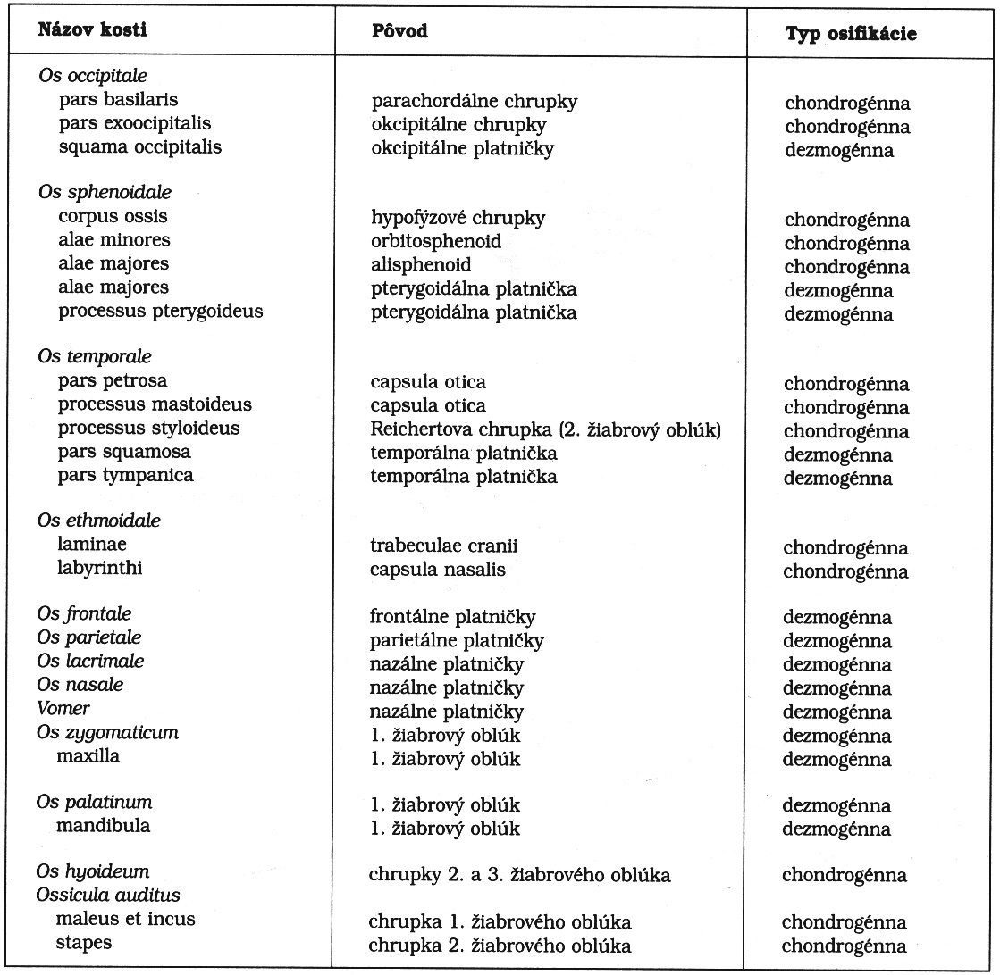 Názov kosti Pôvod Typ osifikácie
Os occipitale
pars basilaris parachordálne chrupky chondrogénna
pars exoocipitalis okcipitálne chrupky chondrogénna
squama occipitalis okcipitálne platničky dezmogénna
Os sphenoidale
corpus ossis hypofýzové chrupky chondrogénna
alae minores orbitosphenoid chondrogénna
alae majores alisphenoid chondrogénna
alae majores pterygoidálna platnička dezmogénna
processus pterygoideus pterygoidálna platnička dezmogénna
Os temporale
pars petrosa capsula otica chondrogénna
processus mastoideus capsula otica chondrogénna
processus styloideus Reichertova chrupka (2. žiabrový oblúk) chondrogénna
pars squamosa temporálna platnička dezmogénna
pars tympanica temporálna platnička dezmogénna
Os ethmoidale
laminae trabeculae cranii chondrogénna
labyrinthi capsula nasalis chondrogénna
Os frontale frontálne platničky dezmogénna
Os parietale parietálne platničky dezmogénna
Os lacrimale nazálne platničky dezmogénna
Os nasale nazálne platničky dezmogénna
Vomer nazálne platničky dezmogénna
Os zygomaticum 1. žiabrový oblúk dezmogénna
maxilla 1. žiabrový oblúk dezmogénna
Os palatinum 1. žiabrový oblúk dezmogénna
mandibula 1. žiabrový oblúk dezmogénna
Os hyoideum chrupky 2. a 3. žiabrového oblúka chondrogénna
Ossicula auditus
maleus et incus chrupka 1. žiabrového oblúka chondrogénna
stapes chrupka 2. žiabrového oblúka chondrogénna